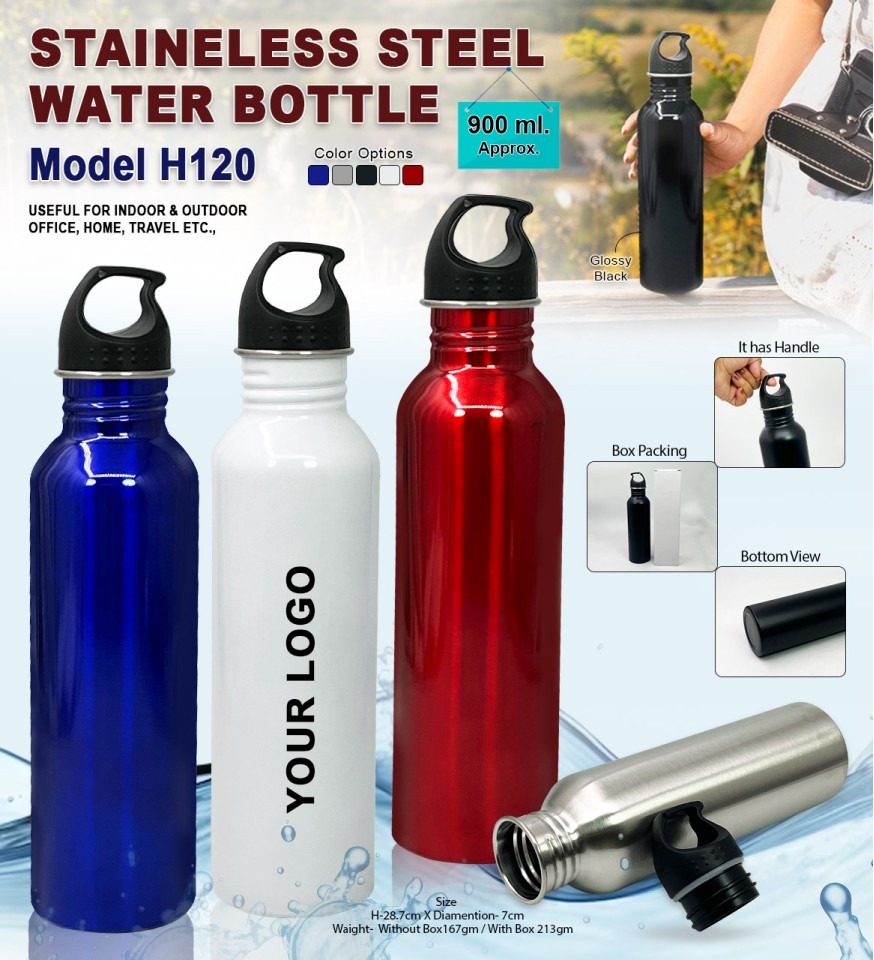 STAINELESS STEEL
WATER BOTTLE
900 ml.
Approx.
Model H120
Color Options
USEFUL FOR INDOOR & OUTDOOR
OFFICE, HOME, TRAVEL ETC.,
Glossy
Black
It has Handle
Box Packing
Bottom View
YOUR LOGO
Size
H-28.7cm X Diamention- 7cm
Waight- Without Box167gm / With Box 213gm